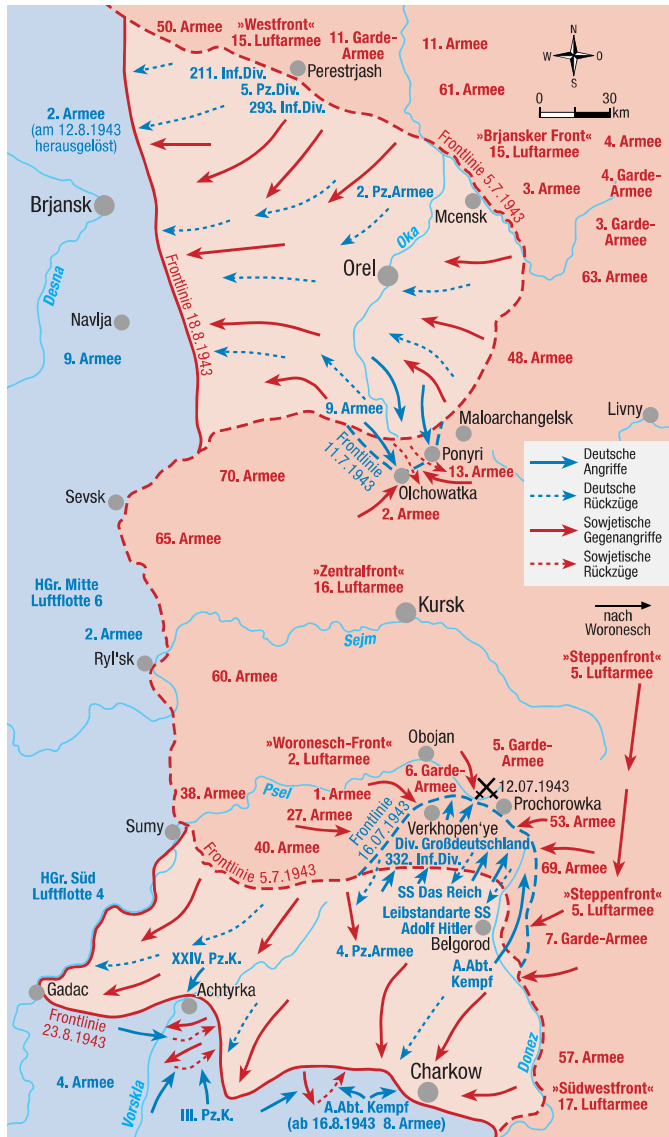 50. Armee
»Westfront«
15. Luftarmee
11. Garde-
Armee
11. Armee
211. Inf.Div.
Perestrjash
5. Pz.Div.
293. Inf.Div.
61. Armee
N
W
O
S
0
30
km
2. Armee
(am 12.8.1943
herausgelöst)
»Brjansker Front«
15. Luftarmee
4. Armee
Frontlinie 5.7.1943
3. Armee
4. Garde-
Armee
2. Pz.Armee
Brjansk
Mcensk
3. Garde-
Armee
Oka
Orel
63. Armee
Desna
Frontlinie 18.8.1943
Navlja
9. Armee
48. Armee
9. Armee
Maloarchangelsk
Livny
Frontlinie
11.7.1943
Ponyri
13. Armee
70. Armee
Olchowatka
Sevsk
2. Armee
65. Armee
Deutsche
Angriffe
Deutsche
Rückzüge
Sowjetische
Gegenangriffe
Sowjetische
Rückzüge
HGr. Mitte
Luftflotte 6
»Zentralfront«
16. Luftarmee
Kursk
nach
Woronesch
2. Armee
Sejm
Ryl'sk
60. Armee
»Steppenfront«
5. Luftarmee
Obojan
»Woronesch-Front«
2. Luftarmee
5. Garde-
Armee
6. Garde-
Armee
12.07.1943
38. Armee
Psel
1. Armee
Prochorowka
27. Armee
Frontlinie
16.07.1943
Verkhopen‘ye
53. Armee
Sumy
40. Armee
Div. Großdeutschland
332. Inf.Div.
69. Armee
Frontlinie 5.7.1943
HGr. Süd
Luftflotte 4
SS Das Reich
»Steppenfront«
5. Luftarmee
Leibstandarte SS
Adolf Hitler
4. Pz.Armee
Belgorod
7. Garde-Armee
XXIV. Pz.K.
A.Abt.
Kempf
Gadac
Achtyrka
Frontlinie
23.8.1943
Donez
57. Armee
4. Armee
Charkow
»Südwestfront«
17. Luftarmee
Vorskla
III. Pz.K.
A.Abt. Kempf
(ab 16.8.1943 8. Armee)